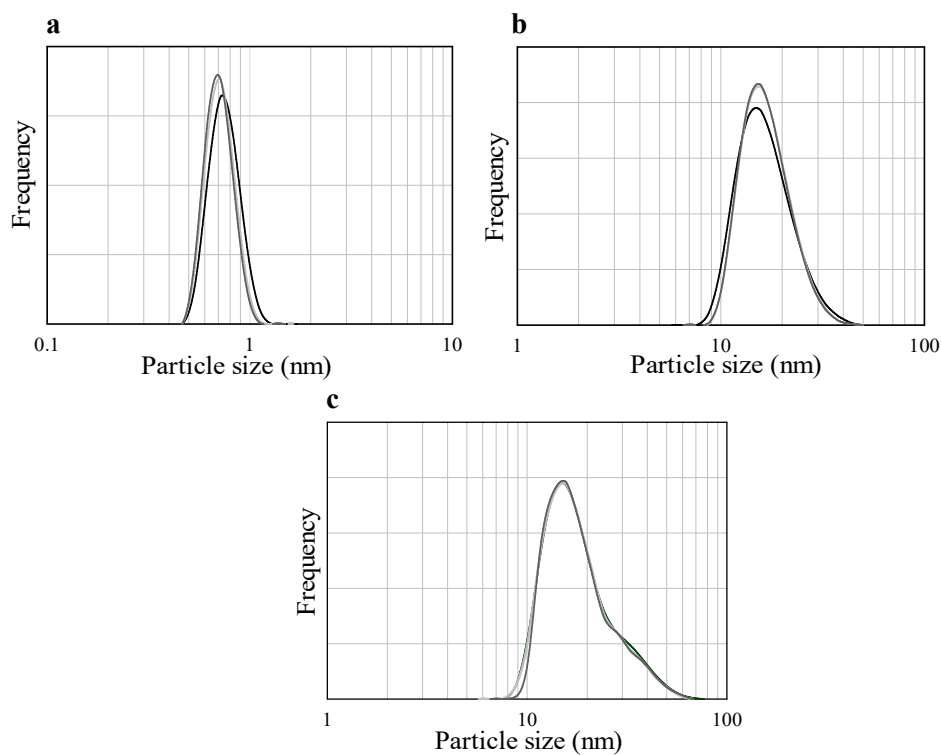 a
Frequency
0.1 1 10
Particle size (nm)
b
Frequency
1 10 100
Particle size (nm)
c
Frequency
1 10 100
Particle size (nm)